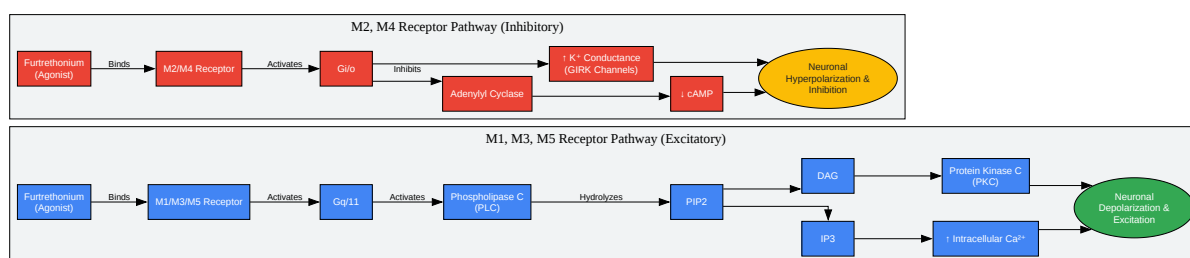 M2, M4 Receptor Pathway (Inhibitory)
Furtrethonium
(Agonist)
Binds
M2/M4 Receptor
Activates
Gi/o
Inhibits
↑ K⁺ Conductance
(GIRK Channels)
Adenylyl Cyclase
↓ cAMP
Neuronal
Hyperpolarization &
Inhibition
M1, M3, M5 Receptor Pathway (Excitatory)
Furtrethonium
(Agonist)
Binds
M1/M3/M5 Receptor
Activates
Gq/11
Activates
Phospholipase C
(PLC)
Hydrolyzes
PIP2
DAG
Protein Kinase C
(PKC)
IP3
↑ Intracellular Ca²⁺
Neuronal
Depolarization &
Excitation